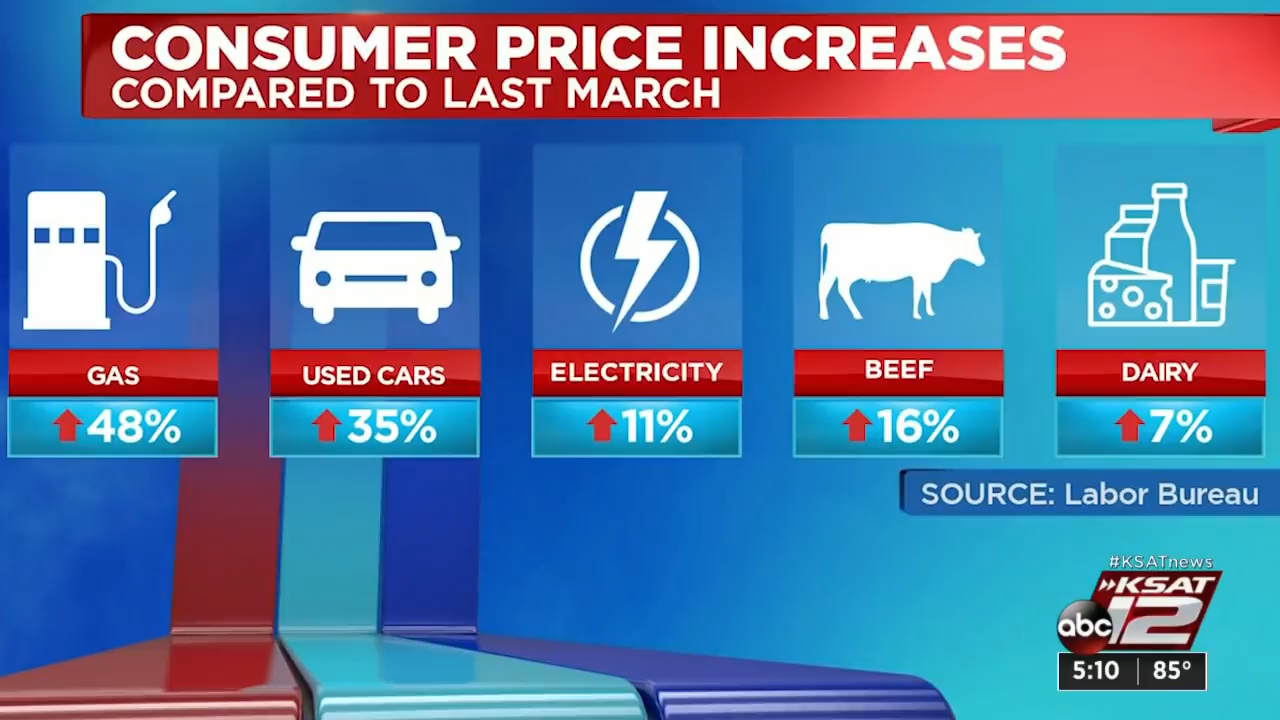 CONSUMER PRICE INCREASES
COMPARED TO LAST MARCH
GAS
48%
USED CARS
35%
ELECTRICITY
11%
BEEF
16%
DAIRY
7%
SOURCE: Labor Bureau
#KSATnews
KSAT
abc 12
5:10 85°